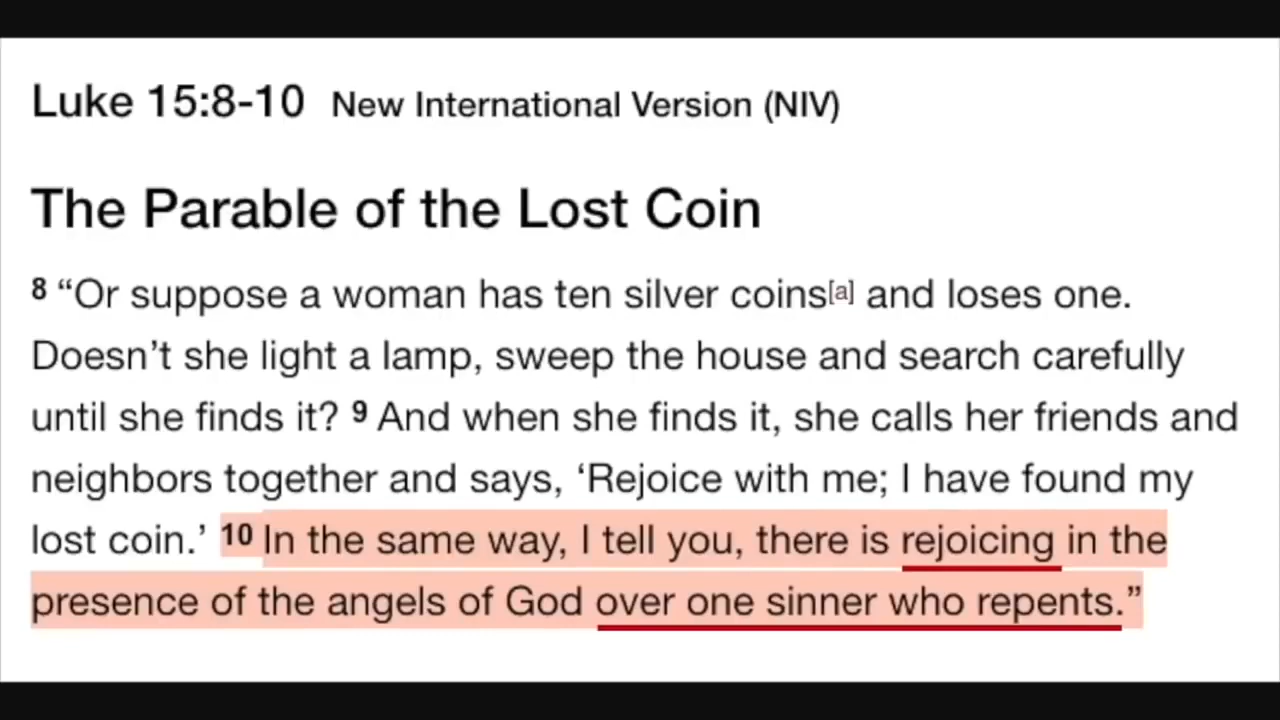 Luke 15:8-10 New International Version (NIV)
The Parable of the Lost Coin
8 “Or suppose a woman has ten silver coins[a] and loses one.
Doesn’t she light a lamp, sweep the house and search carefully
until she finds it? 9 And when she finds it, she calls her friends and
neighbors together and says, ‘Rejoice with me; I have found my
lost coin.’ 10 In the same way, I tell you, there is rejoicing in the
presence of the angels of God over one sinner who repents.”